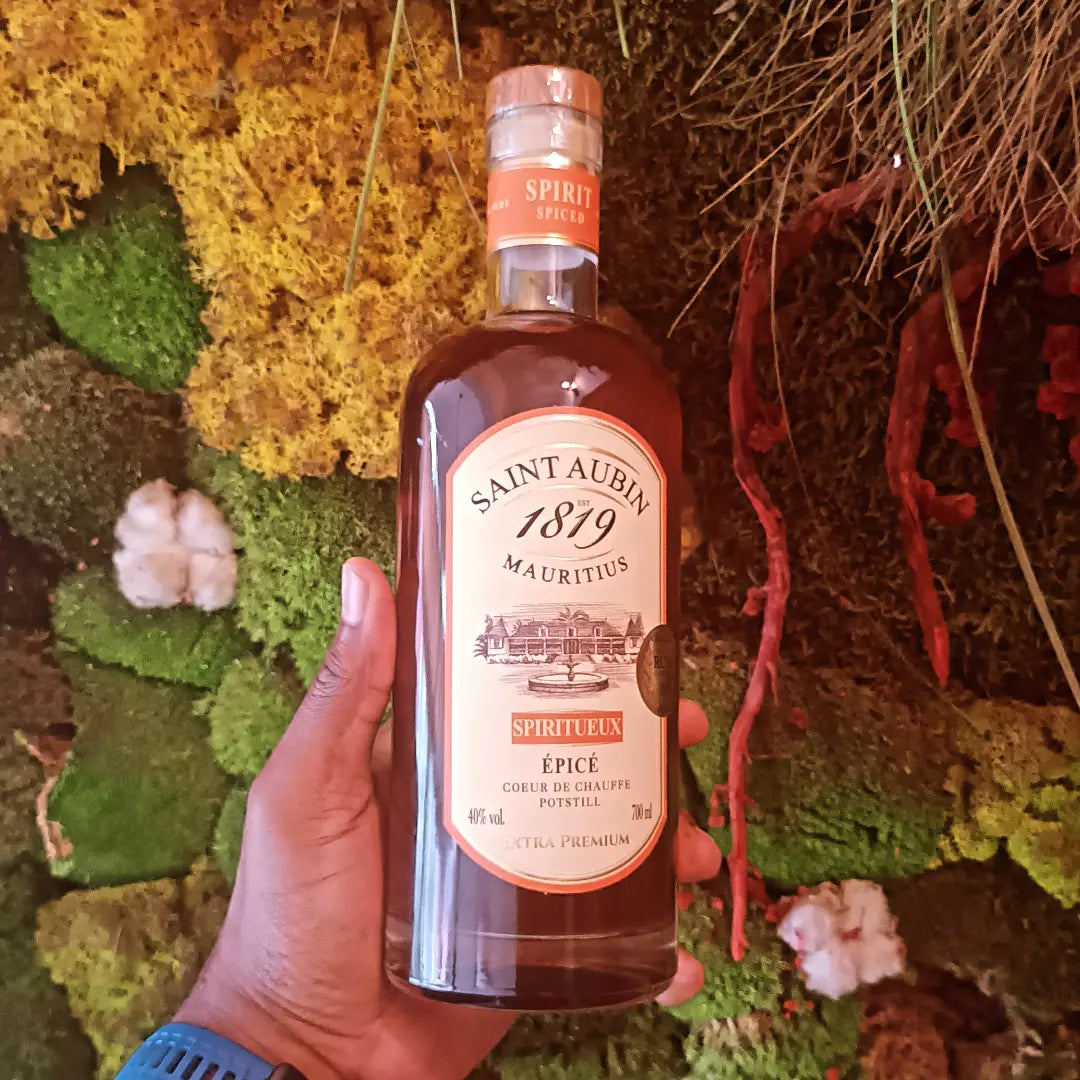 SPIRIT
SPICED
SAINT AUBIN
EST
1819
MAURITIUS
SPIRITUEUX
ÉPICÉ
COEUR DE CHAUFFE
POTSTILL
40% vol. 700 ml
EXTRA PREMIUM